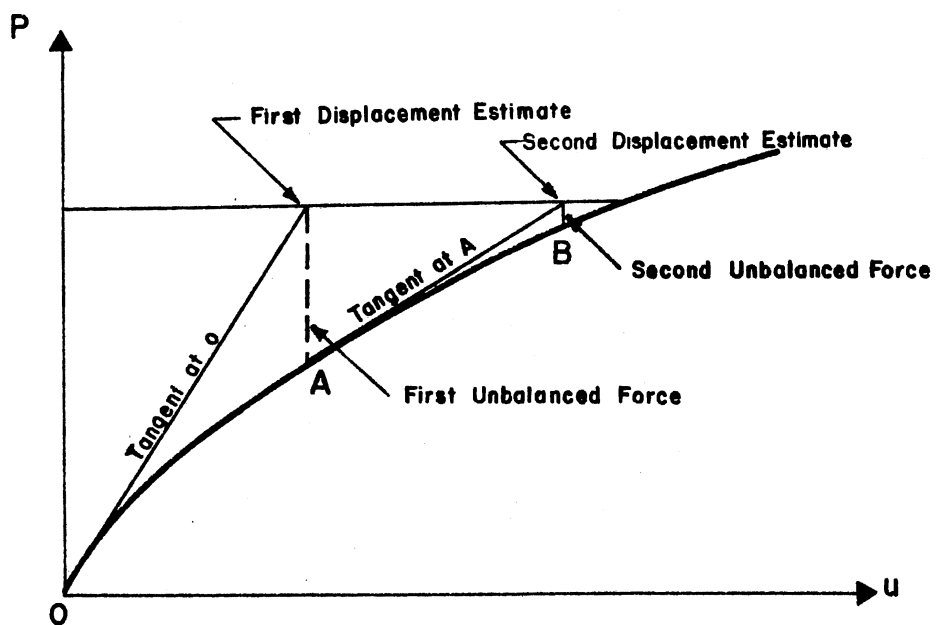 P
First Displacement Estimate
Second Displacement Estimate
Tangent at A
B
Second Unbalanced Force
Tangent at o
A
First Unbalanced Force
u
O